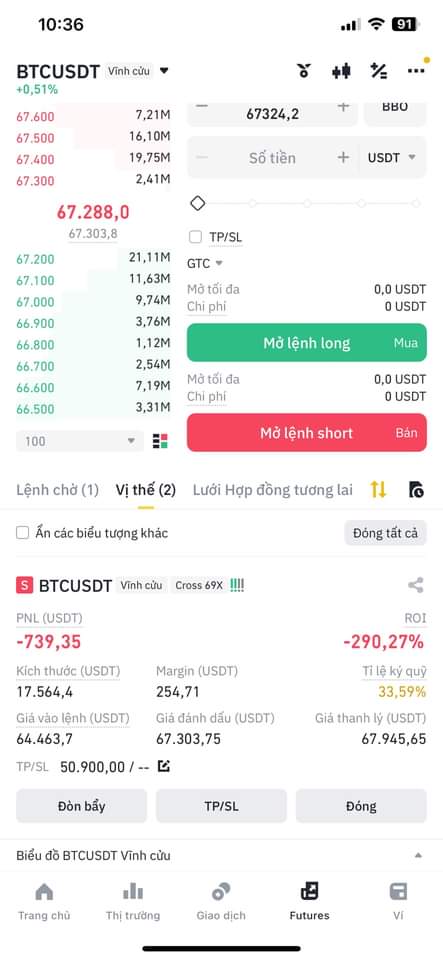 10:36
91
BTCUSDT Vĩnh cửu
+0,51%
67.600 7,21M
67.500 16,10M
67.400 19,75M
67.300 2,41M
67.288,0
67.303,8
67.200 21,11M
67.100 11,63M
67.000 9,74M
66.900 3,76M
66.800 1,12M
66.700 2,54M
66.600 7,19M
66.500 3,31M
100
− 67324,2 + BBO
− Số tiền + USDT
TP/SL
GTC
Mở tối đa 0,0 USDT
Chi phí 0 USDT
Mở lệnh long Mua
Mở tối đa 0,0 USDT
Chi phí 0 USDT
Mở lệnh short Bán
Lệnh chờ (1) Vị thế (2) Lưới Hợp đồng tương lai
Ẩn các biểu tượng khác Đóng tất cả
S BTCUSDT Vĩnh cửu Cross 69X !!!!
PNL (USDT) ROI
-739,35 -290,27%
Kích thước (USDT) Margin (USDT) Tỉ lệ ký quỹ
17.564,4 254,71 33,59%
Giá vào lệnh (USDT) Giá đánh dấu (USDT) Giá thanh lý (USDT)
64.463,7 67.303,75 67.945,65
TP/SL 50.900,00 / --
Đòn bẩy TP/SL Đóng
Biểu đồ BTCUSDT Vĩnh cửu
Trang chủ Thị trường Giao dịch Futures Ví